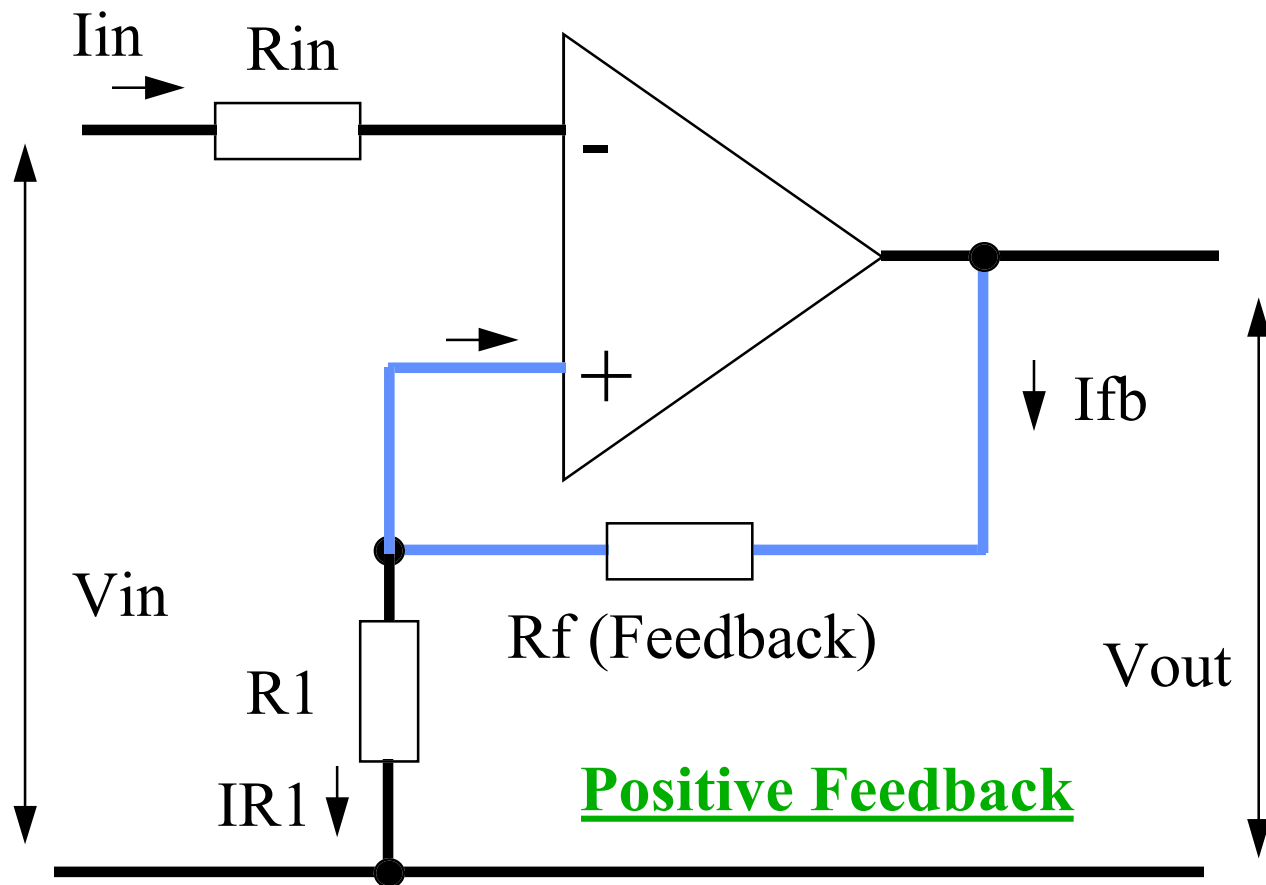 Iin
Rin
-
+
Ifb
Vin
Rf (Feedback)
Vout
R1
IR1
Positive Feedback